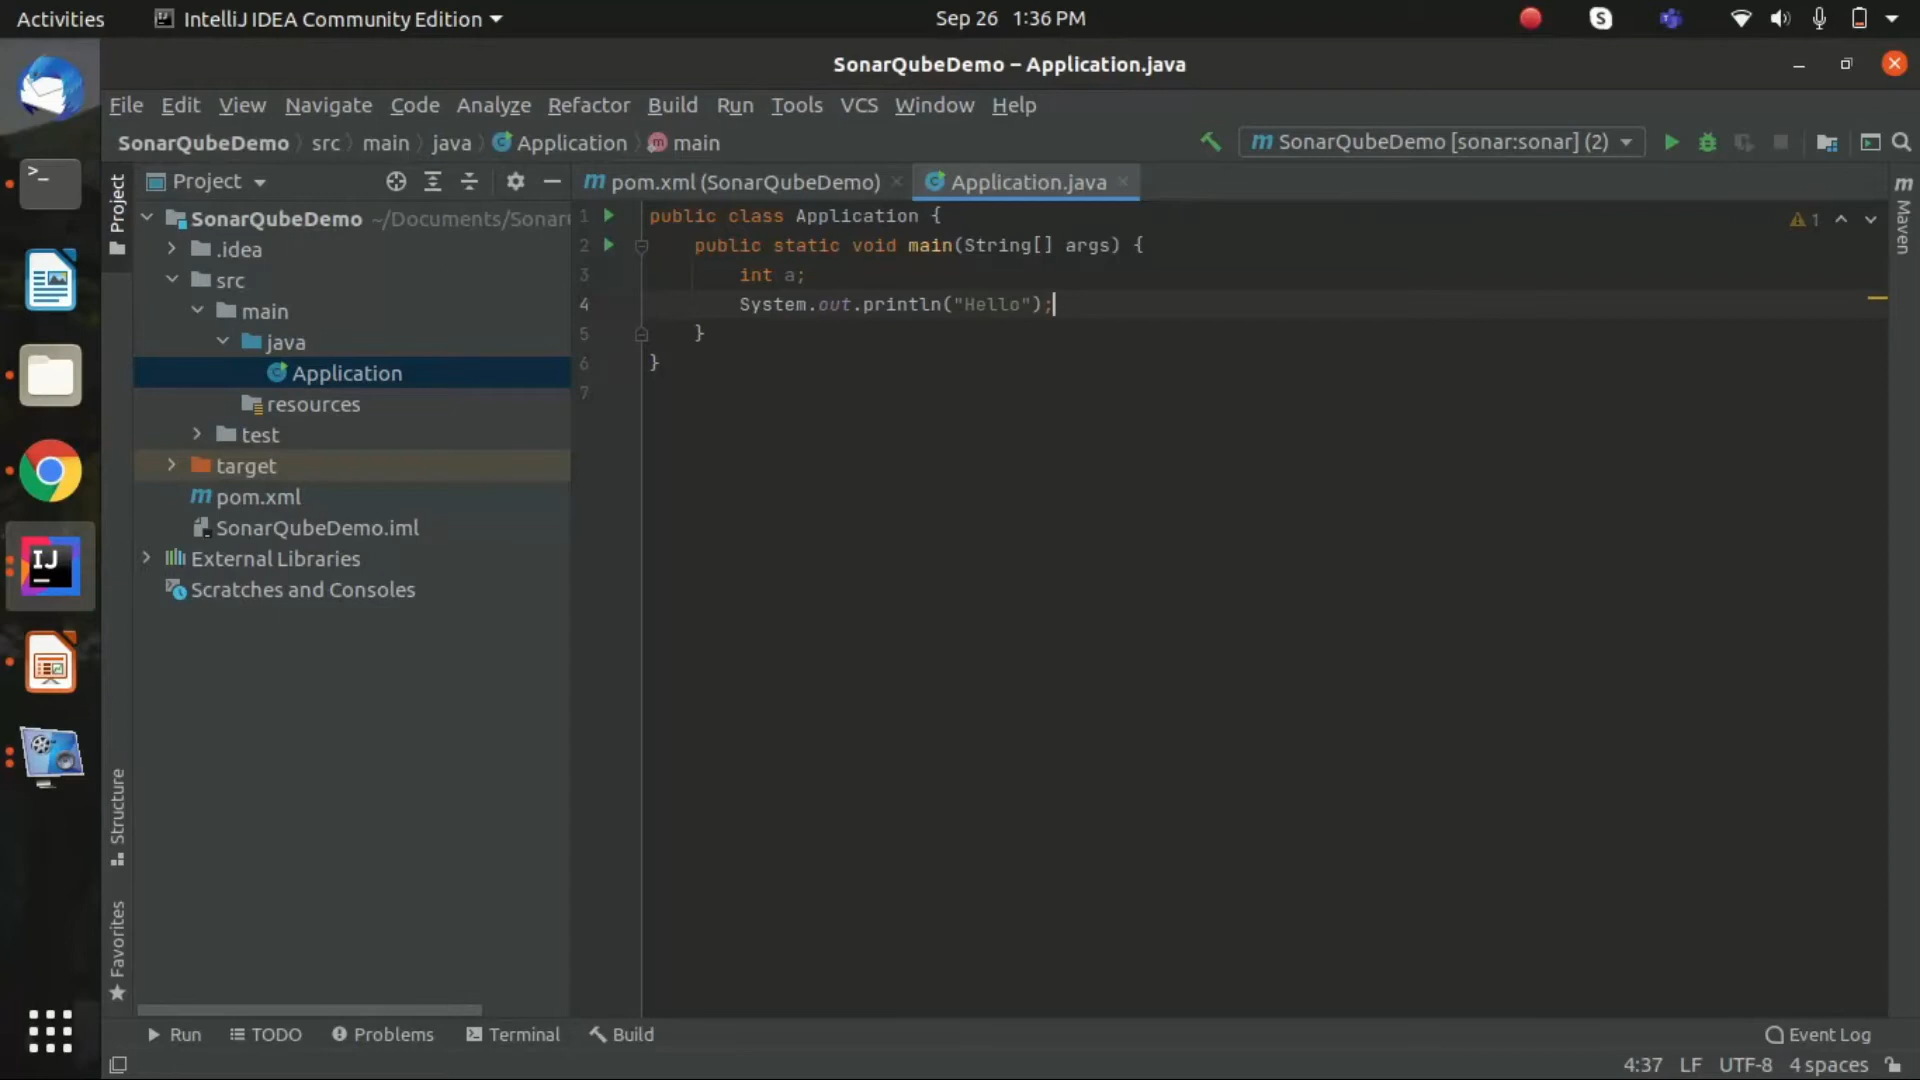 Activities
IntelliJ IDEA Community Edition
Sep 26 1:36 PM
SonarQubeDemo – Application.java
File Edit View Navigate Code Analyze Refactor Build Run Tools VCS Window Help
SonarQubeDemo src main java Application main
SonarQubeDemo [sonar:sonar] (2)
Project
Project
pom.xml (SonarQubeDemo)
Application.java
Maven
SonarQubeDemo ~/Documents/Sonar
.idea
src
main
java
Application
resources
test
target
pom.xml
SonarQubeDemo.iml
External Libraries
Scratches and Consoles
1 public class Application {
2 public static void main(String[] args) {
3 int a;
4 System.out.println("Hello");
5 }
6 }
7
1
Structure
Favorites
Run TODO Problems Terminal Build
Event Log
4:37 LF UTF-8 4 spaces